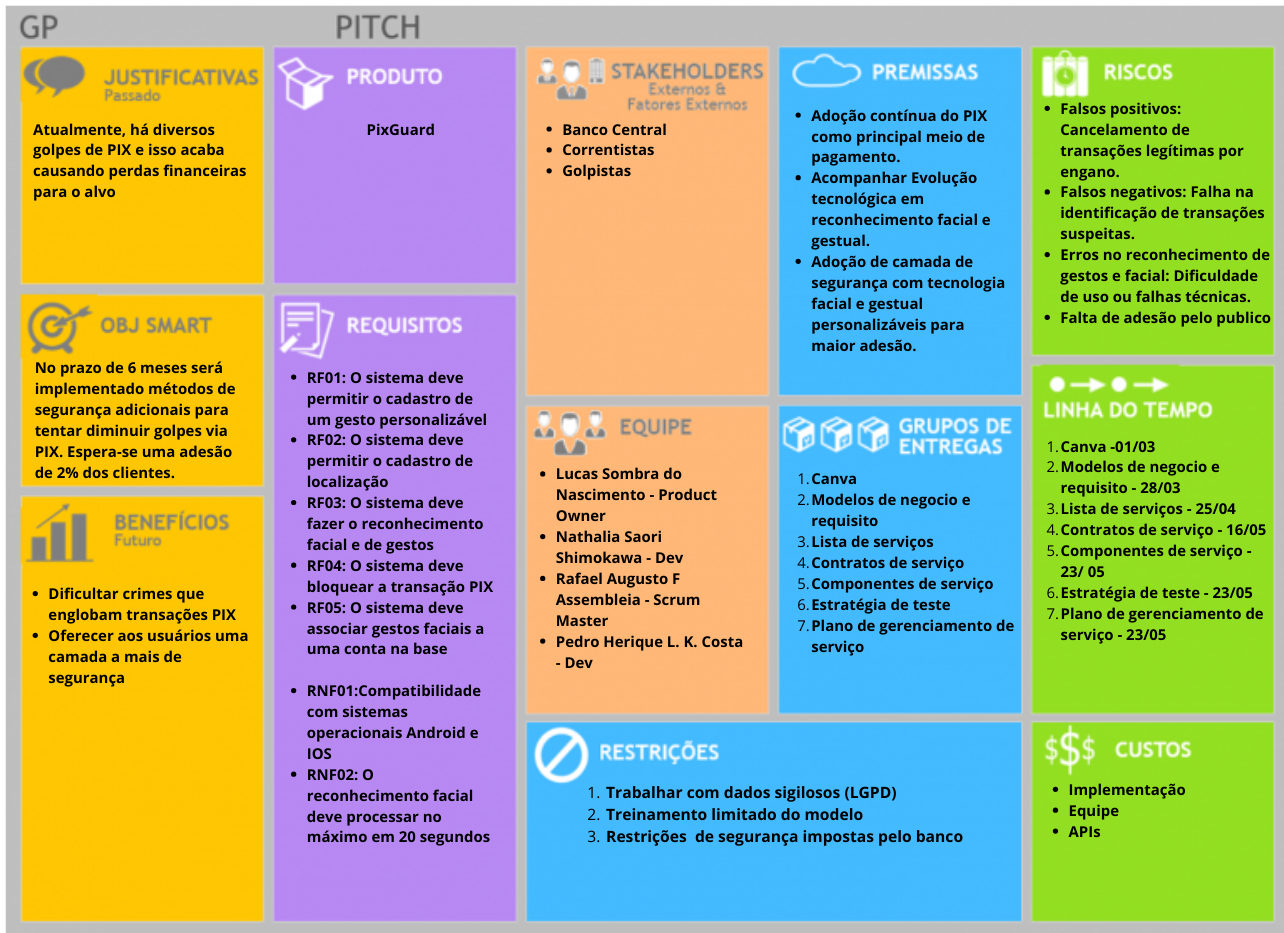 GP
PITCH
JUSTIFICATIVAS
Passado
Atualmente, há diversos
golpes de PIX e isso acaba
causando perdas financeiras
para o alvo
OBJ SMART
No prazo de 6 meses será
implementado métodos de
segurança adicionais para
tentar diminuir golpes via
PIX. Espera-se uma adesão
de 2% dos clientes.
BENEFÍCIOS
Futuro
• Dificultar crimes que
englobam transações PIX
• Oferecer aos usuários uma
camada a mais de
segurança
PRODUTO
PixGuard
REQUISITOS
• RF01: O sistema deve
permitir o cadastro de
um gesto personalizável
• RF02: O sistema deve
permitir o cadastro de
localização
• RF03: O sistema deve
fazer o reconhecimento
facial e de gestos
• RF04: O sistema deve
bloquear a transação PIX
• RF05: O sistema deve
associar gestos faciais a
uma conta na base
• RNF01:Compatibilidade
com sistemas
operacionais Android e
IOS
• RNF02: O
reconhecimento facial
deve processar no
máximo em 20 segundos
STAKEHOLDERS
Externos &
Fatores Externos
• Banco Central
• Correntistas
• Golpistas
EQUIPE
• Lucas Sombra do
Nascimento - Product
Owner
• Nathalia Saori
Shimokawa - Dev
• Rafael Augusto F
Assembleia - Scrum
Master
• Pedro Herique L. K. Costa
- Dev
PREMISSAS
• Adoção contínua do PIX
como principal meio de
pagamento.
• Acompanhar Evolução
tecnológica em
reconhecimento facial e
gestual.
• Adoção de camada de
segurança com tecnologia
facial e gestual
personalizáveis para
maior adesão.
GRUPOS DE
ENTREGAS
1. Canva
2. Modelos de negocio e
requisito
3. Lista de serviços
4. Contratos de serviço
5. Componentes de serviço
6. Estratégia de teste
7. Plano de gerenciamento de
serviço
RESTRIÇÕES
1. Trabalhar com dados sigilosos (LGPD)
2. Treinamento limitado do modelo
3. Restrições de segurança impostas pelo banco
RISCOS
• Falsos positivos:
Cancelamento de
transações legítimas por
engano.
• Falsos negativos: Falha na
identificação de transações
suspeitas.
• Erros no reconhecimento de
gestos e facial: Dificuldade
de uso ou falhas técnicas.
• Falta de adesão pelo publico
LINHA DO TEMPO
1. Canva -01/03
2. Modelos de negocio e
requisito - 28/03
3. Lista de serviços - 25/04
4. Contratos de serviço - 16/05
5. Componentes de serviço -
23/ 05
6. Estratégia de teste - 23/05
7. Plano de gerenciamento de
serviço - 23/05
$$$
CUSTOS
• Implementação
• Equipe
• APIs